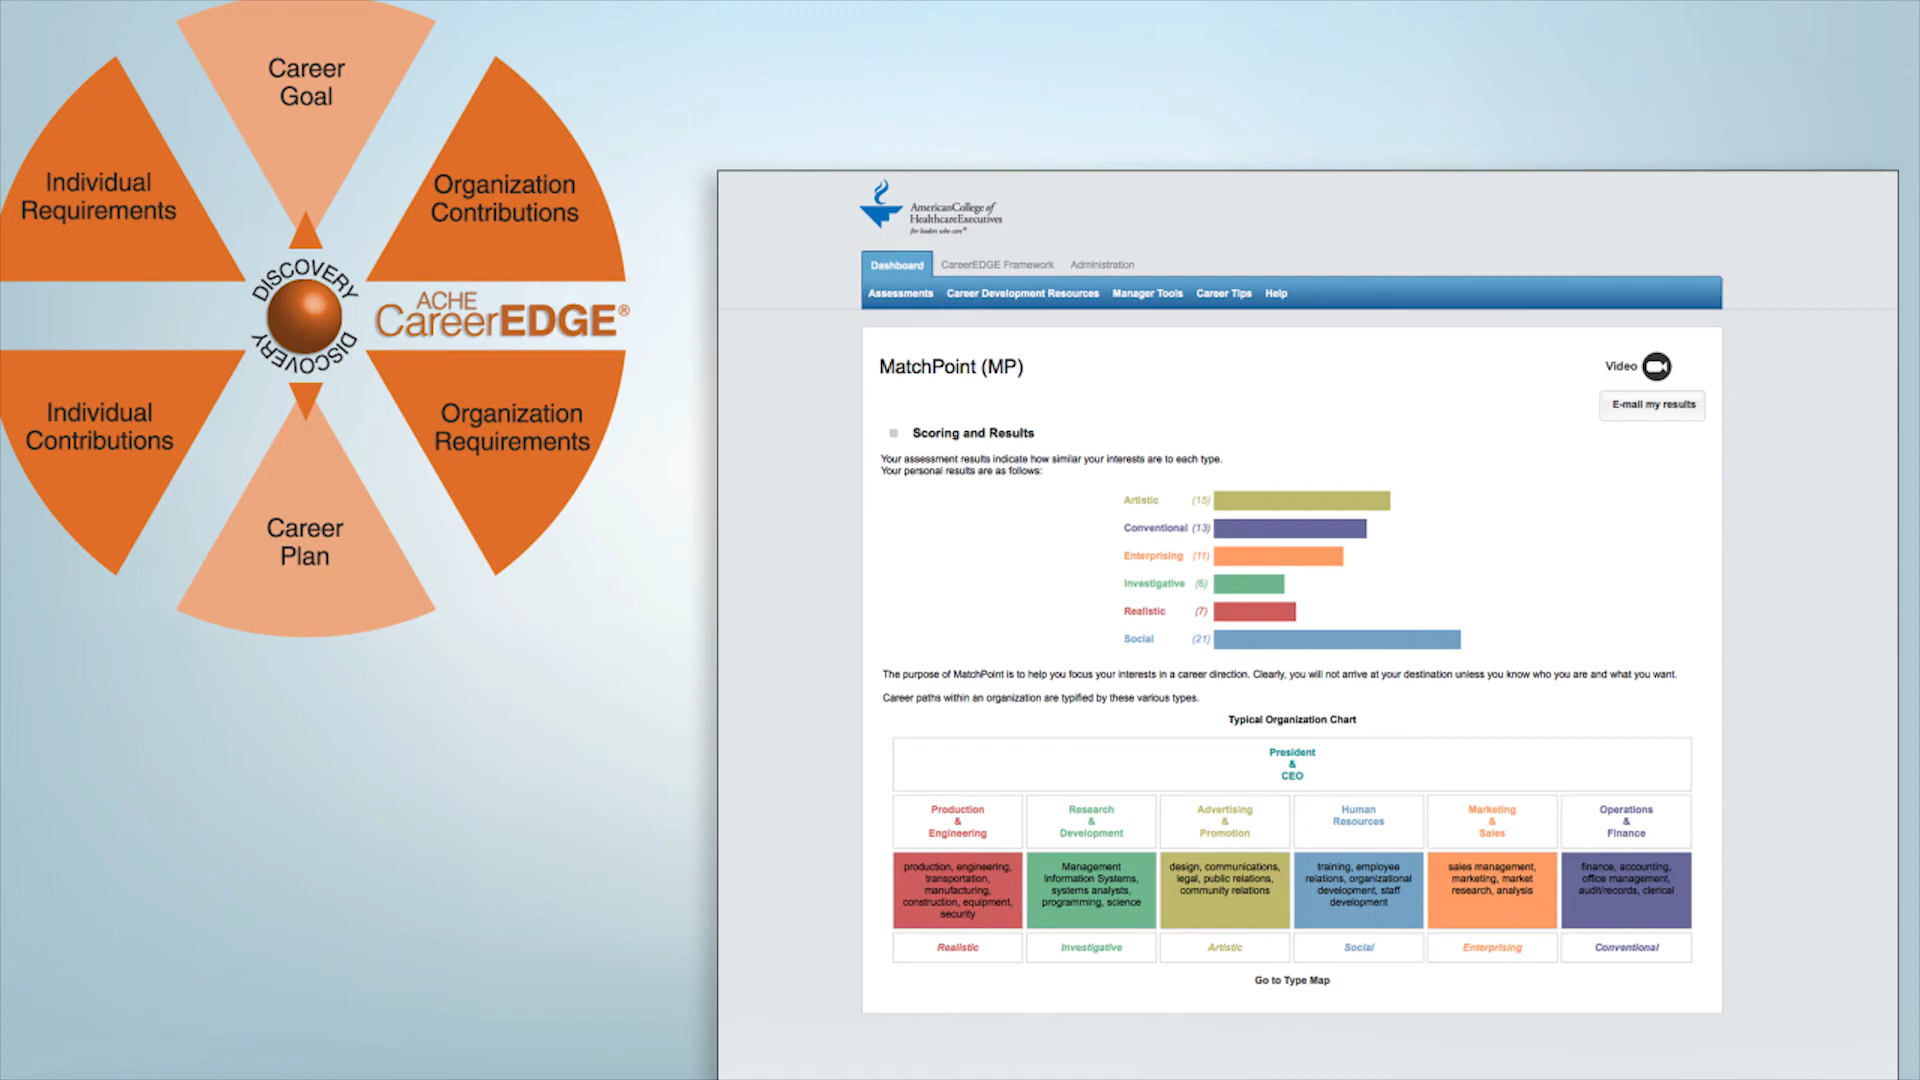 Career
Goal
Individual
Requirements
Organization
Contributions
DISCOVERY
DISCOVERY
ACHE
CareerEDGE®
Individual
Contributions
Organization
Requirements
Career
Plan
AmericanCollege of
HealthcareExecutives
for leaders who care®
Dashboard CareerEDGE Framework Administration
Assessments Career Development Resources Manager Tools Career Tips Help
MatchPoint (MP)
Video
E-mail my results
Scoring and Results
Your assessment results indicate how similar your interests are to each type.
Your personal results are as follows:
Artistic (15)
Conventional (13)
Enterprising (11)
Investigative (6)
Realistic (7)
Social (21)
The purpose of MatchPoint is to help you focus your interests in a career direction. Clearly, you will not arrive at your destination unless you know who you are and what you want.
Career paths within an organization are typified by these various types.
Typical Organization Chart
President
&
CEO
Production
&
Engineering
Research
&
Development
Advertising
&
Promotion
Human
Resources
Marketing
&
Sales
Operations
&
Finance
production, engineering,
transportation,
manufacturing,
construction, equipment,
security
Management
Information Systems,
systems analysts,
programming, science
design, communications,
legal, public relations,
community relations
training, employee
relations, organizational
development, staff
development
sales management,
marketing, market
research, analysis
finance, accounting,
office management,
audit/records, clerical
Realistic
Investigative
Artistic
Social
Enterprising
Conventional
Go to Type Map